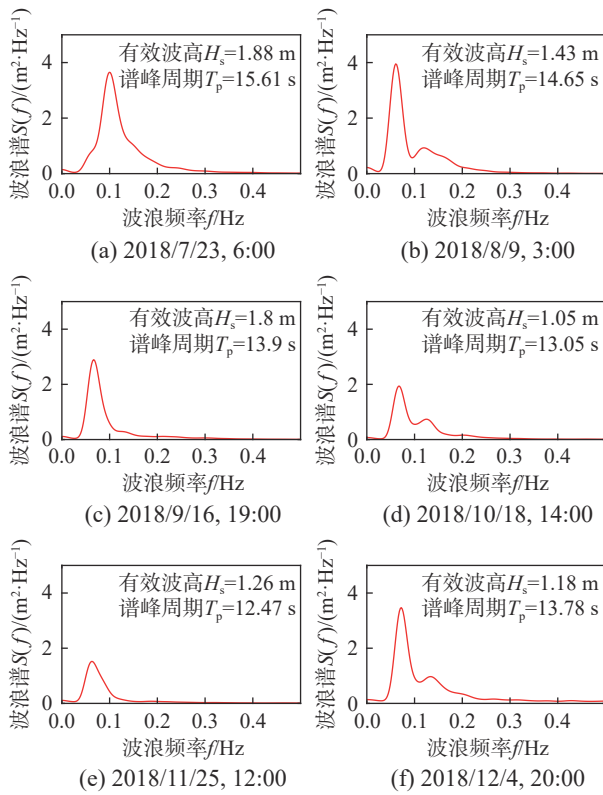 有效波高Hs=1.88 m
谱峰周期Tp=15.61 s
波浪谱S(f)/(m²·Hz⁻¹)
4
2
0
0.0 0.1 0.2 0.3 0.4
波浪频率f/Hz
(a) 2018/7/23, 6:00
有效波高Hs=1.43 m
谱峰周期Tp=14.65 s
波浪谱S(f)/(m²·Hz⁻¹)
4
2
0
0.0 0.1 0.2 0.3 0.4
波浪频率f/Hz
(b) 2018/8/9, 3:00
有效波高Hs=1.8 m
谱峰周期Tp=13.9 s
波浪谱S(f)/(m²·Hz⁻¹)
4
2
0
0.0 0.1 0.2 0.3 0.4
波浪频率f/Hz
(c) 2018/9/16, 19:00
有效波高Hs=1.05 m
谱峰周期Tp=13.05 s
波浪谱S(f)/(m²·Hz⁻¹)
4
2
0
0.0 0.1 0.2 0.3 0.4
波浪频率f/Hz
(d) 2018/10/18, 14:00
有效波高Hs=1.26 m
谱峰周期Tp=12.47 s
波浪谱S(f)/(m²·Hz⁻¹)
4
2
0
0.0 0.1 0.2 0.3 0.4
波浪频率f/Hz
(e) 2018/11/25, 12:00
有效波高Hs=1.18 m
谱峰周期Tp=13.78 s
波浪谱S(f)/(m²·Hz⁻¹)
4
2
0
0.0 0.1 0.2 0.3 0.4
波浪频率f/Hz
(f) 2018/12/4, 20:00